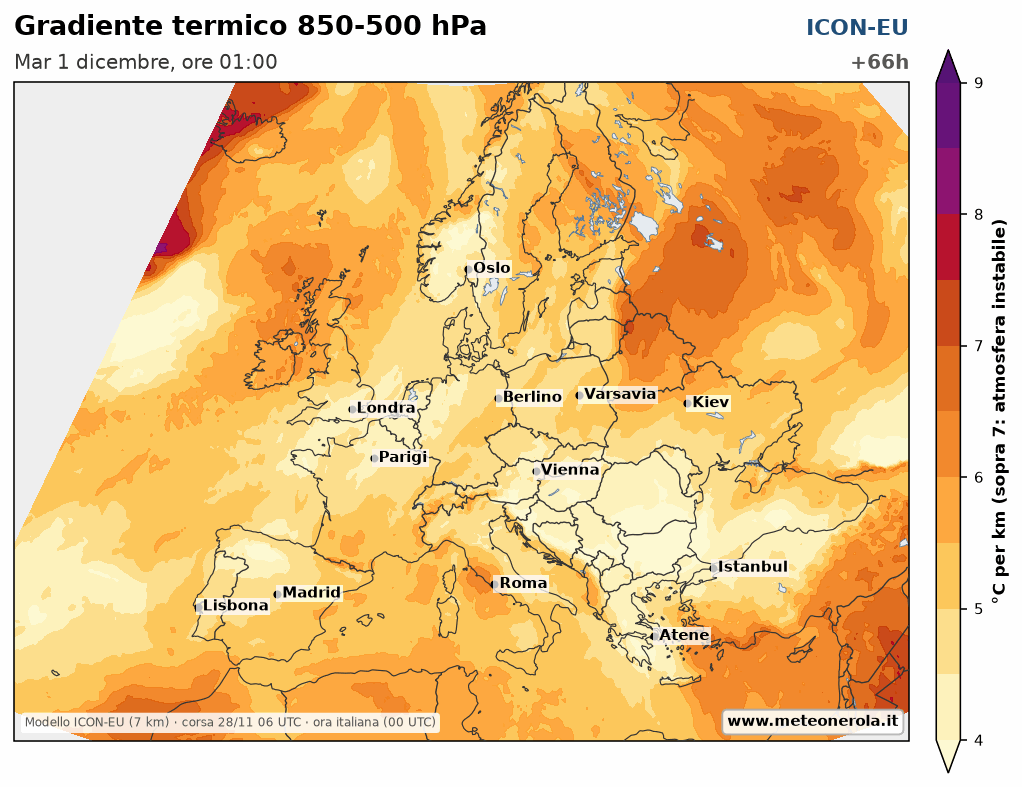 Gradiente termico 850-500 hPa
ICON-EU
Mar 1 dicembre, ore 01:00
+66h
Oslo
Londra
Berlino
Varsavia
Kiev
Parigi
Vienna
Istanbul
Roma
Madrid
Lisbona
Atene
Modello ICON-EU (7 km) · corsa 28/11 06 UTC · ora italiana (00 UTC)
www.meteonerola.it
9
8
7
6
5
4
°C per km (sopra 7: atmosfera instabile)